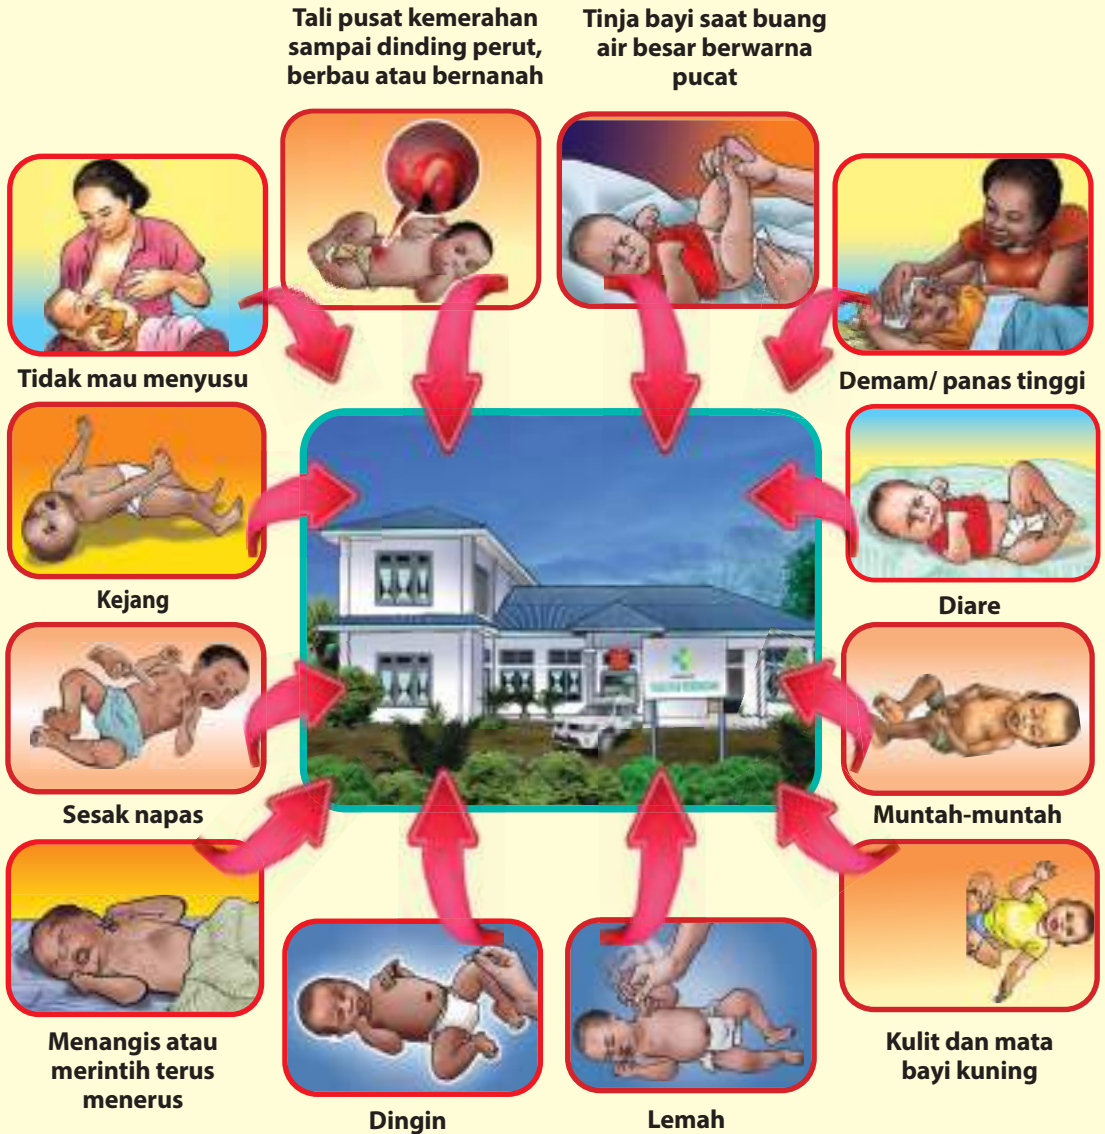 Tali pusat kemerahan
sampai dinding perut,
berbau atau bernanah
Tinja bayi saat buang
air besar berwarna
pucat
Tidak mau menyusu
Demam/ panas tinggi
Kejang
Diare
Sesak napas
Muntah-muntah
Menangis atau
merintih terus
menerus
Kulit dan mata
bayi kuning
Dingin
Lemah